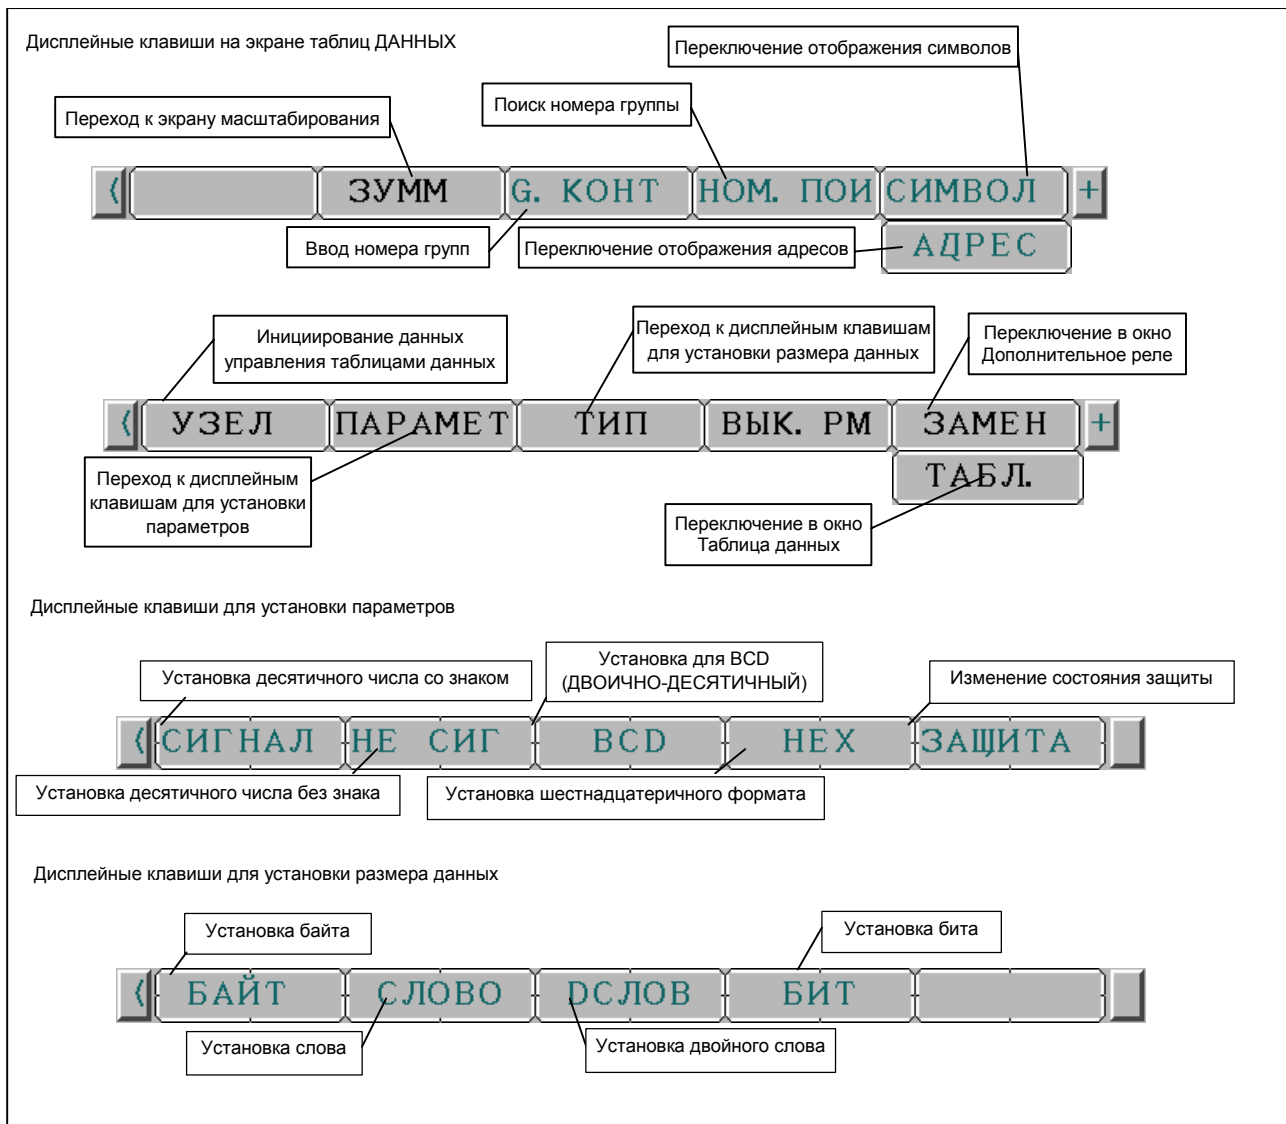 Дисплейные клавиши на экране таблиц ДАННЫХ
Переключение отображения символов
Поиск номера группы
Переход к экрану масштабирования
⟨ ЗУММ G. КОНТ НОМ. ПОИ СИМВОЛ +
Ввод номера групп
Переключение отображения адресов
АДРЕС
Инициирование данных
управления таблицами данных
Переход к дисплейным клавишам
для установки размера данных
Переключение в окно
Дополнительное реле
⟨ УЗЕЛ ПАРАМЕТ ТИП ВЫК. РМ ЗАМЕН +
ТАБЛ.
Переход к дисплейным
клавишам для установки
параметров
Переключение в окно
Таблица данных
Дисплейные клавиши для установки параметров
Установка десятичного числа со знаком
Установка для BCD
(ДВОИЧНО-ДЕСЯТИЧНЫЙ)
Изменение состояния защиты
⟨ СИГНАЛ НЕ СИГ BCD HEX ЗАЩИТА
Установка десятичного числа без знака
Установка шестнадцатеричного формата
Дисплейные клавиши для установки размера данных
Установка байта
Установка бита
⟨ БАЙТ СЛОВО DСЛОВ БИТ
Установка слова
Установка двойного слова